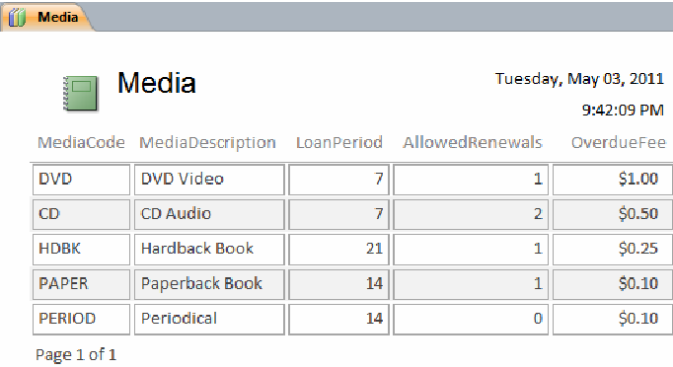 Media
Media
Tuesday, May 03, 2011
9:42:09 PM
MediaCode MediaDescription LoanPeriod AllowedRenewals OverdueFee
DVD DVD Video 7 1 $1.00
CD CD Audio 7 2 $0.50
HDBK Hardback Book 21 1 $0.25
PAPER Paperback Book 14 1 $0.10
PERIOD Periodical 14 0 $0.10
Page 1 of 1